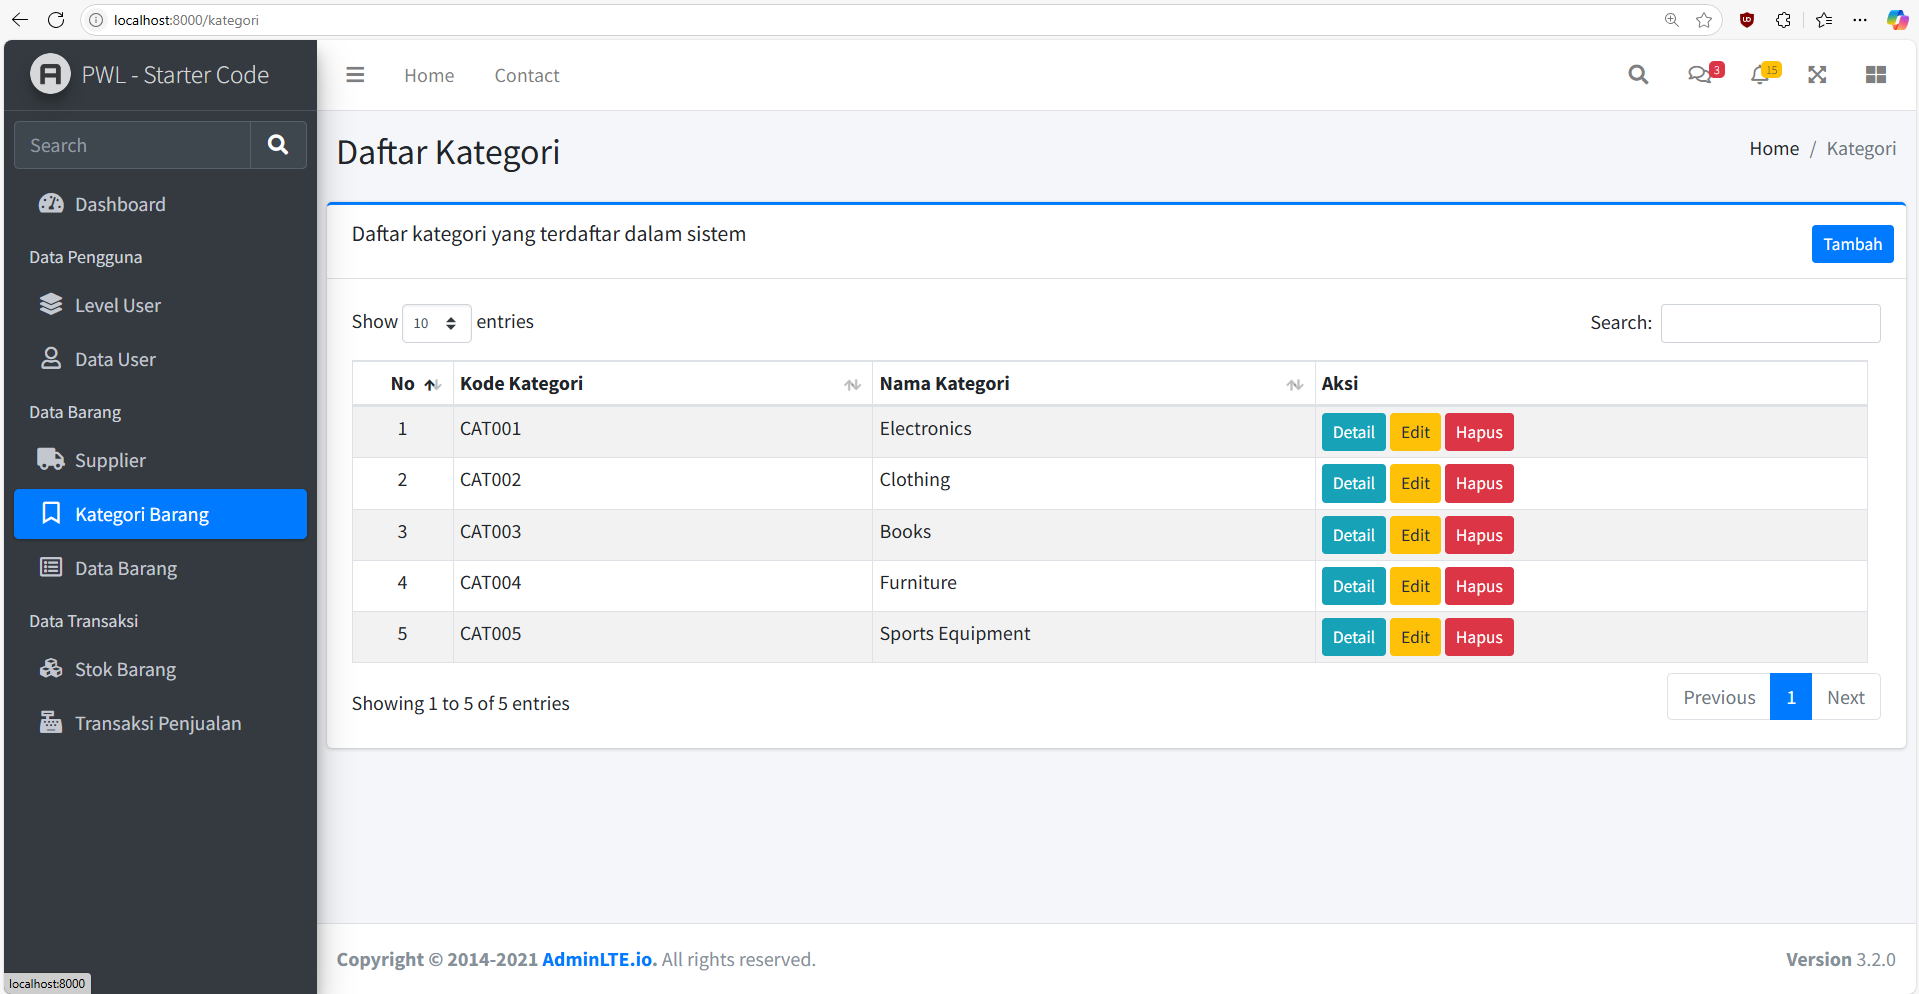 localhost:8000/kategori
PWL - Starter Code
Home
Contact
3
15
Search
Dashboard
Data Pengguna
Level User
Data User
Data Barang
Supplier
Kategori Barang
Data Barang
Data Transaksi
Stok Barang
Transaksi Penjualan
Daftar Kategori
Home / Kategori
Daftar kategori yang terdaftar dalam sistem
Tambah
Show 10 entries
Search:
No Kode Kategori Nama Kategori Aksi
1 CAT001 Electronics Detail Edit Hapus
2 CAT002 Clothing Detail Edit Hapus
3 CAT003 Books Detail Edit Hapus
4 CAT004 Furniture Detail Edit Hapus
5 CAT005 Sports Equipment Detail Edit Hapus
Showing 1 to 5 of 5 entries
Previous 1 Next
Copyright © 2014-2021 AdminLTE.io. All rights reserved.
Version 3.2.0
localhost:8000